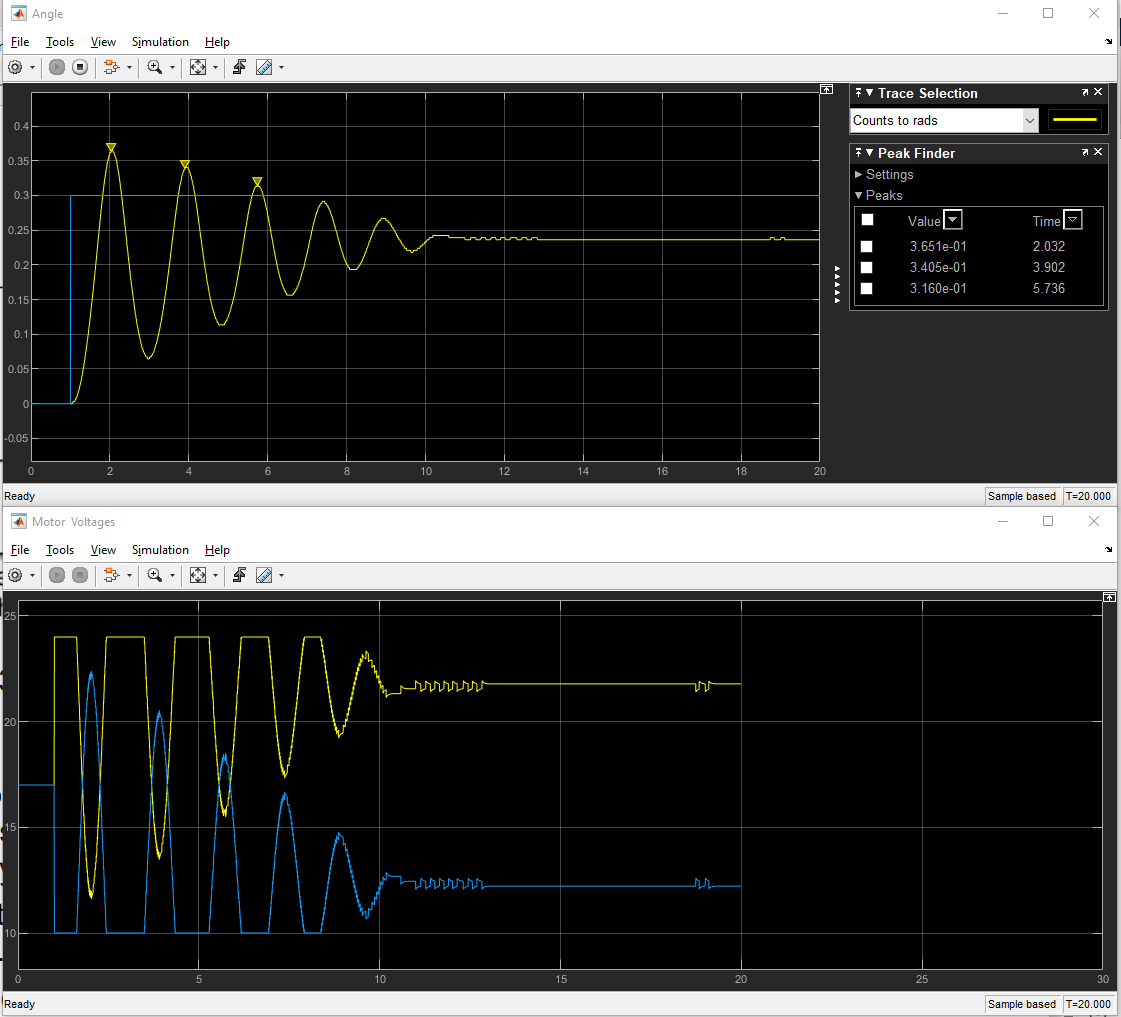 Angle
File Tools View Simulation Help
Trace Selection
Counts to rads
Peak Finder
Settings
Peaks
Value Time
3.651e-01 2.032
3.405e-01 3.902
3.160e-01 5.736
0.4
0.35
0.3
0.25
0.2
0.15
0.1
0.05
0
-0.05
0 2 4 6 8 10 12 14 16 18 20
Ready Sample based T=20.000
Motor Voltages
File Tools View Simulation Help
25
20
15
10
0 5 10 15 20 25 30
Ready Sample based T=20.000